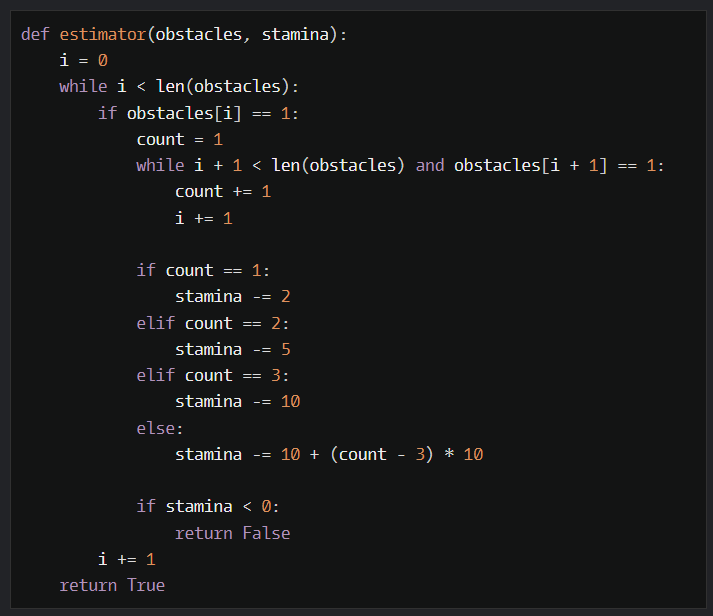 def estimator(obstacles, stamina):
    i = 0
    while i < len(obstacles):
        if obstacles[i] == 1:
            count = 1
            while i + 1 < len(obstacles) and obstacles[i + 1] == 1:
                count += 1
                i += 1

            if count == 1:
                stamina -= 2
            elif count == 2:
                stamina -= 5
            elif count == 3:
                stamina -= 10
            else:
                stamina -= 10 + (count - 3) * 10

            if stamina < 0:
                return False
        i += 1
    return True